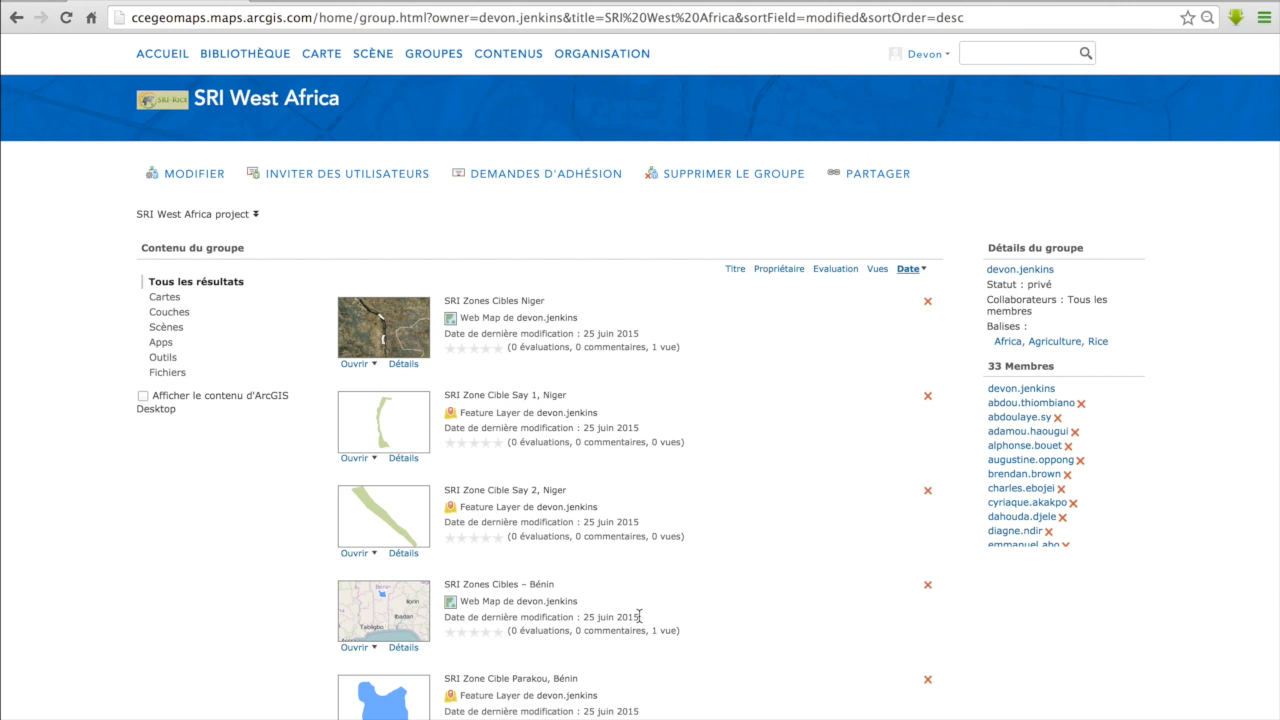 ccegeomaps.maps.arcgis.com/home/group.html?owner=devon.jenkins&title=SRI%20West%20Africa&sortField=modified&sortOrder=desc
ACCUEIL BIBLIOTHÈQUE CARTE SCÈNE GROUPES CONTENUS ORGANISATION Devon
SRI-RICE SRI West Africa
MODIFIER INVITER DES UTILISATEURS DEMANDES D'ADHÉSION SUPPRIMER LE GROUPE PARTAGER
SRI West Africa project
Contenu du groupe
Tous les résultats
Cartes
Couches
Scènes
Apps
Outils
Fichiers
Afficher le contenu d'ArcGIS
Desktop
Titre Propriétaire Evaluation Vues Date
SRI Zones Cibles Niger
Web Map de devon.jenkins
Date de dernière modification : 25 juin 2015
(0 évaluations, 0 commentaires, 1 vue)
Ouvrir Détails
SRI Zone Cible Say 1, Niger
Feature Layer de devon.jenkins
Date de dernière modification : 25 juin 2015
(0 évaluations, 0 commentaires, 0 vues)
Ouvrir Détails
SRI Zone Cible Say 2, Niger
Feature Layer de devon.jenkins
Date de dernière modification : 25 juin 2015
(0 évaluations, 0 commentaires, 0 vues)
Ouvrir Détails
SRI Zones Cibles – Bénin
Web Map de devon.jenkins
Date de dernière modification : 25 juin 2015
(0 évaluations, 0 commentaires, 1 vue)
Bénin
Ilorin
Ibadan
Ouvrir Détails
SRI Zone Cible Parakou, Bénin
Feature Layer de devon.jenkins
Date de dernière modification : 25 juin 2015
Détails du groupe
devon.jenkins
Statut : privé
Collaborateurs : Tous les
membres
Balises :
Africa, Agriculture, Rice
33 Membres
devon.jenkins
abdou.thiombiano
abdoulaye.sy
adamou.haougui
alphonse.bouet
augustine.oppong
brendan.brown
charles.ebojei
cyriaque.akakpo
dahouda.djele
diagne.ndir
emmanuel.abo